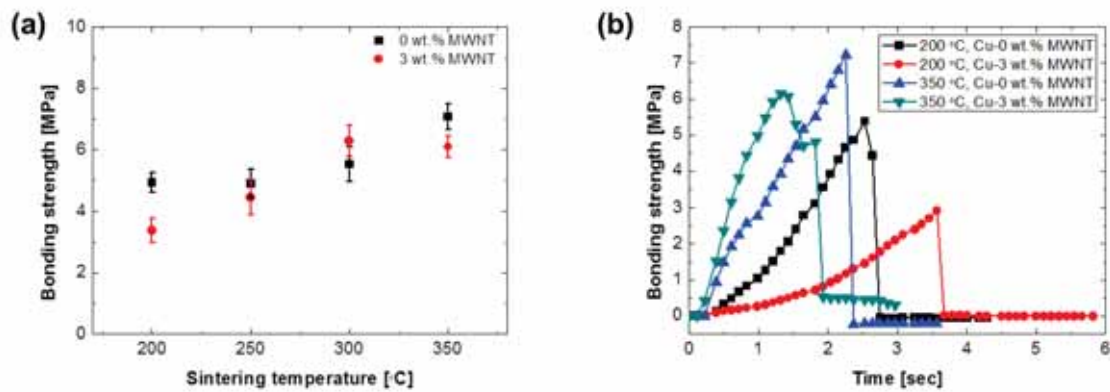 (a)
0 wt.% MWNT
3 wt.% MWNT
Bonding strength [MPa]
10
8
6
4
2
0
200 250 300 350
Sintering temperature [◦C]
(b)
200 °C, Cu-0 wt.% MWNT
200 °C, Cu-3 wt.% MWNT
350 °C, Cu-0 wt.% MWNT
350 °C, Cu-3 wt.% MWNT
Bonding strength [MPa]
8
7
6
5
4
3
2
1
0
0 1 2 3 4 5 6
Time [sec]